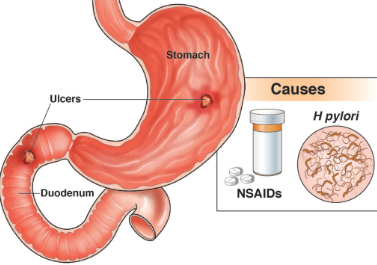 Stomach
Ulcers
Causes
H pylori
Duodenum
NSAIDs